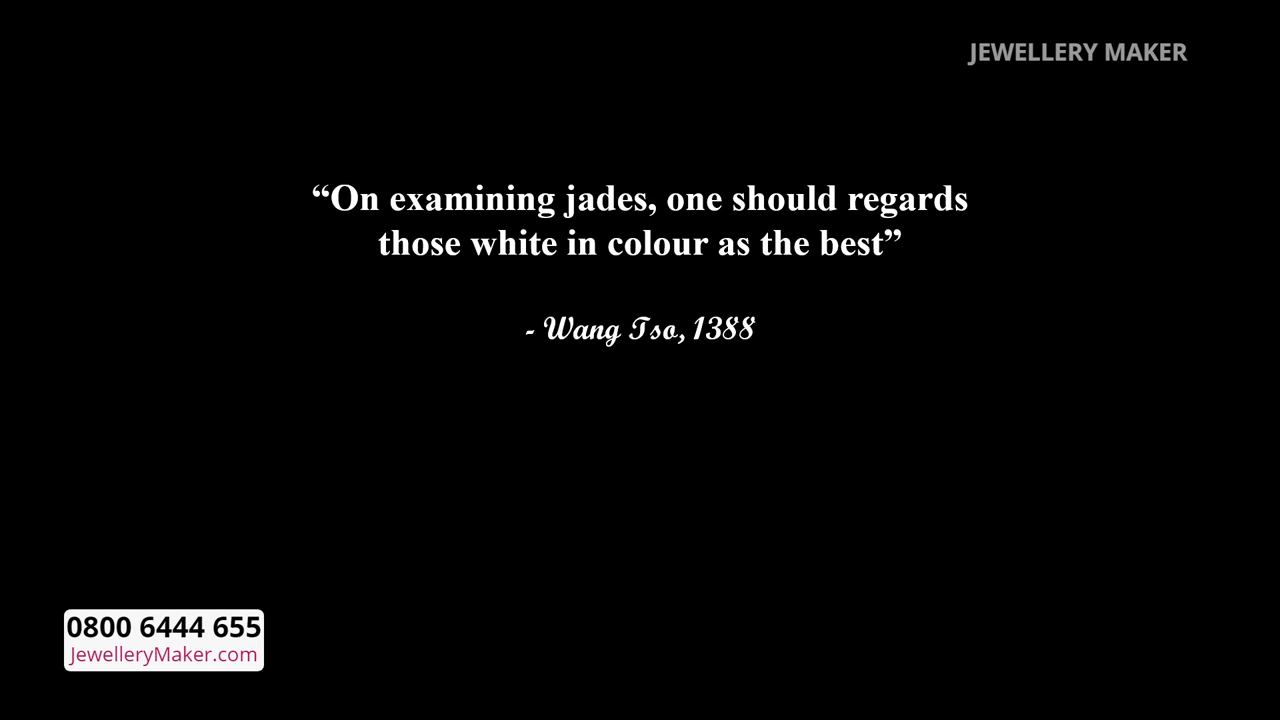 JEWELLERY MAKER
“On examining jades, one should regards
those white in colour as the best”
- Wang Tso, 1388
0800 6444 655
JewelleryMaker.com